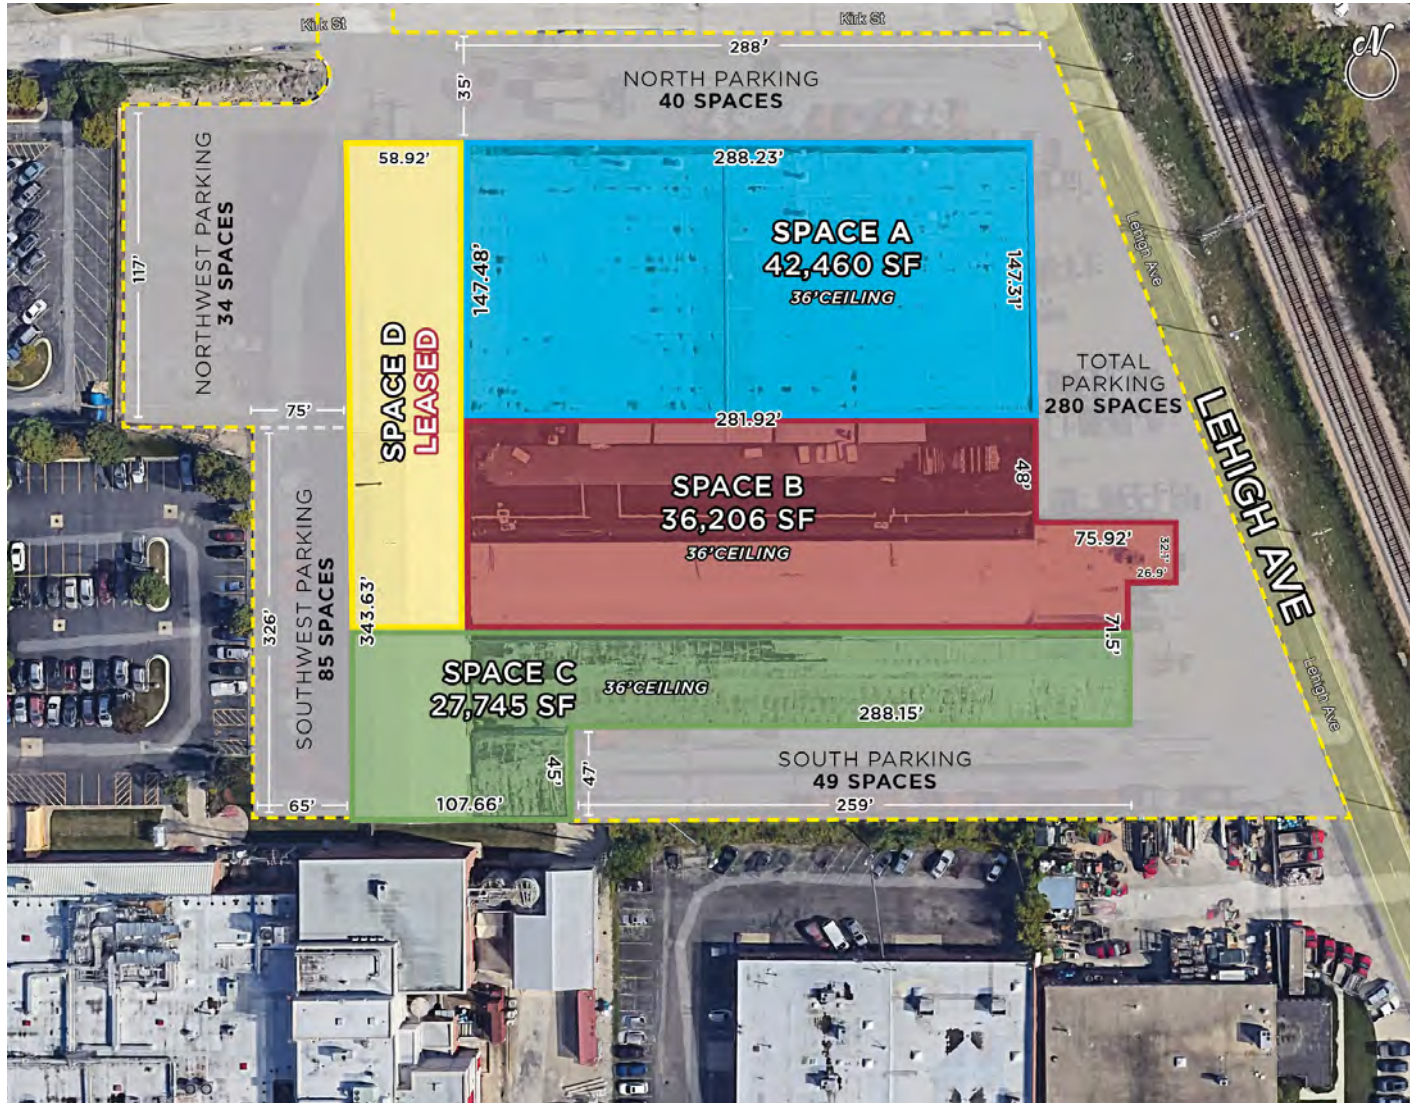 Kirk St
Kirk St
N
288'
35'
NORTH PARKING
40 SPACES
58.92'
288.23'
NORTHWEST PARKING
34 SPACES
117'
147.48'
SPACE A
42,460 SF
36'CEILING
147.31'
Lehigh Ave
SPACE D
LEASED
TOTAL
PARKING
280 SPACES
75'
281.92'
LEHIGH AVE
SPACE B
36,206 SF
36'CEILING
48'
75.92'
32.1'
26.9'
SOUTHWEST PARKING
85 SPACES
326'
343.63'
71.5'
SPACE C
27,745 SF
36'CEILING
288.15'
Lehigh Ave
45'
47'
SOUTH PARKING
49 SPACES
65'
107.66'
259'